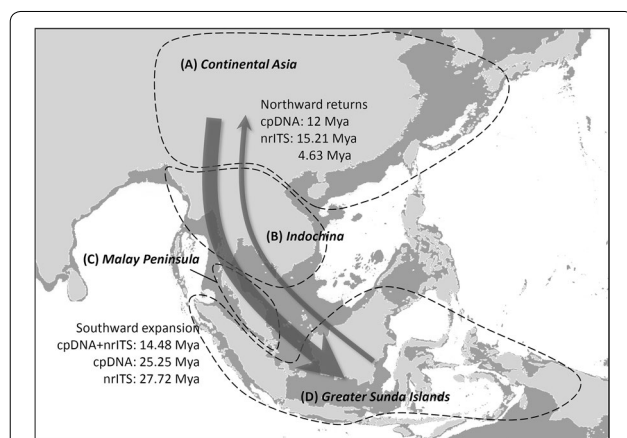 (A) Continental Asia
Northward returns
cpDNA: 12 Mya
nrITS: 15.21 Mya
4.63 Mya
(B) Indochina
(C) Malay Peninsula
Southward expansion
cpDNA+nrITS: 14.48 Mya
cpDNA: 25.25 Mya
nrITS: 27.72 Mya
(D) Greater Sunda Islands